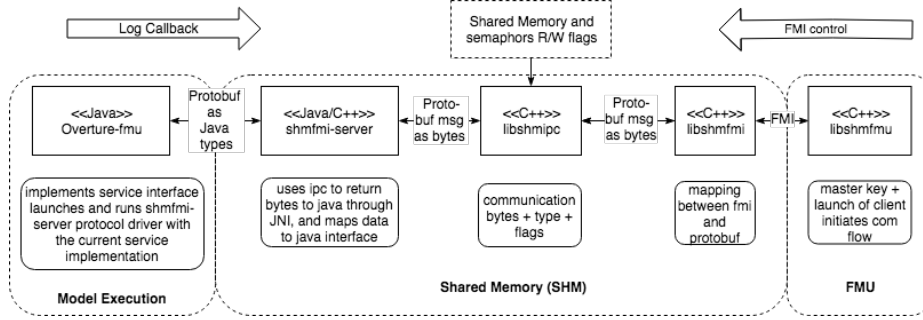 Log Callback
Shared Memory and
semaphors R/W flags
FMI control
<<Java>>
Overture-fmu
Protobuf
as
Java
types
<<Java/C++>>
shmfmi-server
Proto-
buf msg
as bytes
<<C++>>
libshmipc
Proto-
buf msg
as bytes
<<C++>>
libshmfmi
FMI
<<C++>>
libshmfmu
implements service interface
launches and runs shmfmi-
server protocol driver with
the current service
implementation
uses ipc to return
bytes to java through
JNI, and maps data
to java interface
communication
bytes + type +
flags
mapping
between fmi
and
protobuf
master key +
launch of client
initiates com
flow
Model Execution
Shared Memory (SHM)
FMU